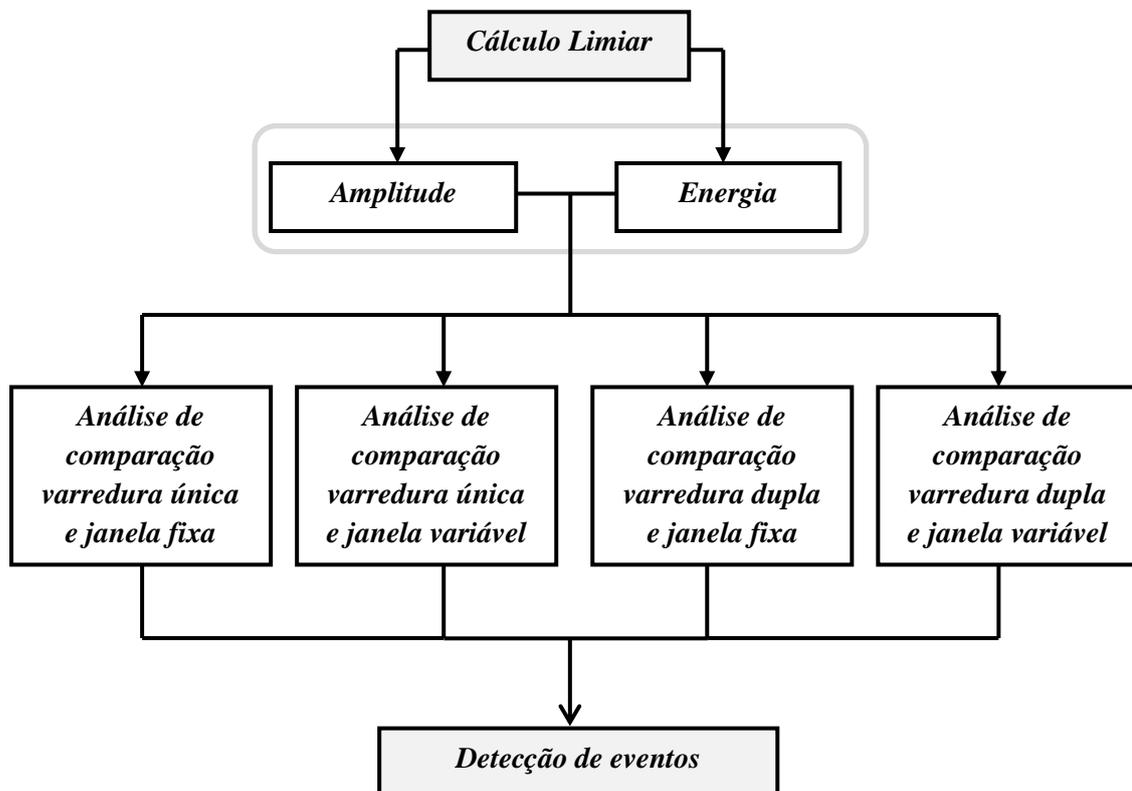 Cálculo Limiar
Amplitude
Energia
Análise de
comparação
varredura única
e janela fixa
Análise de
comparação
varredura única
e janela variável
Análise de
comparação
varredura dupla
e janela fixa
Análise de
comparação
varredura dupla
e janela variável
Detecção de eventos